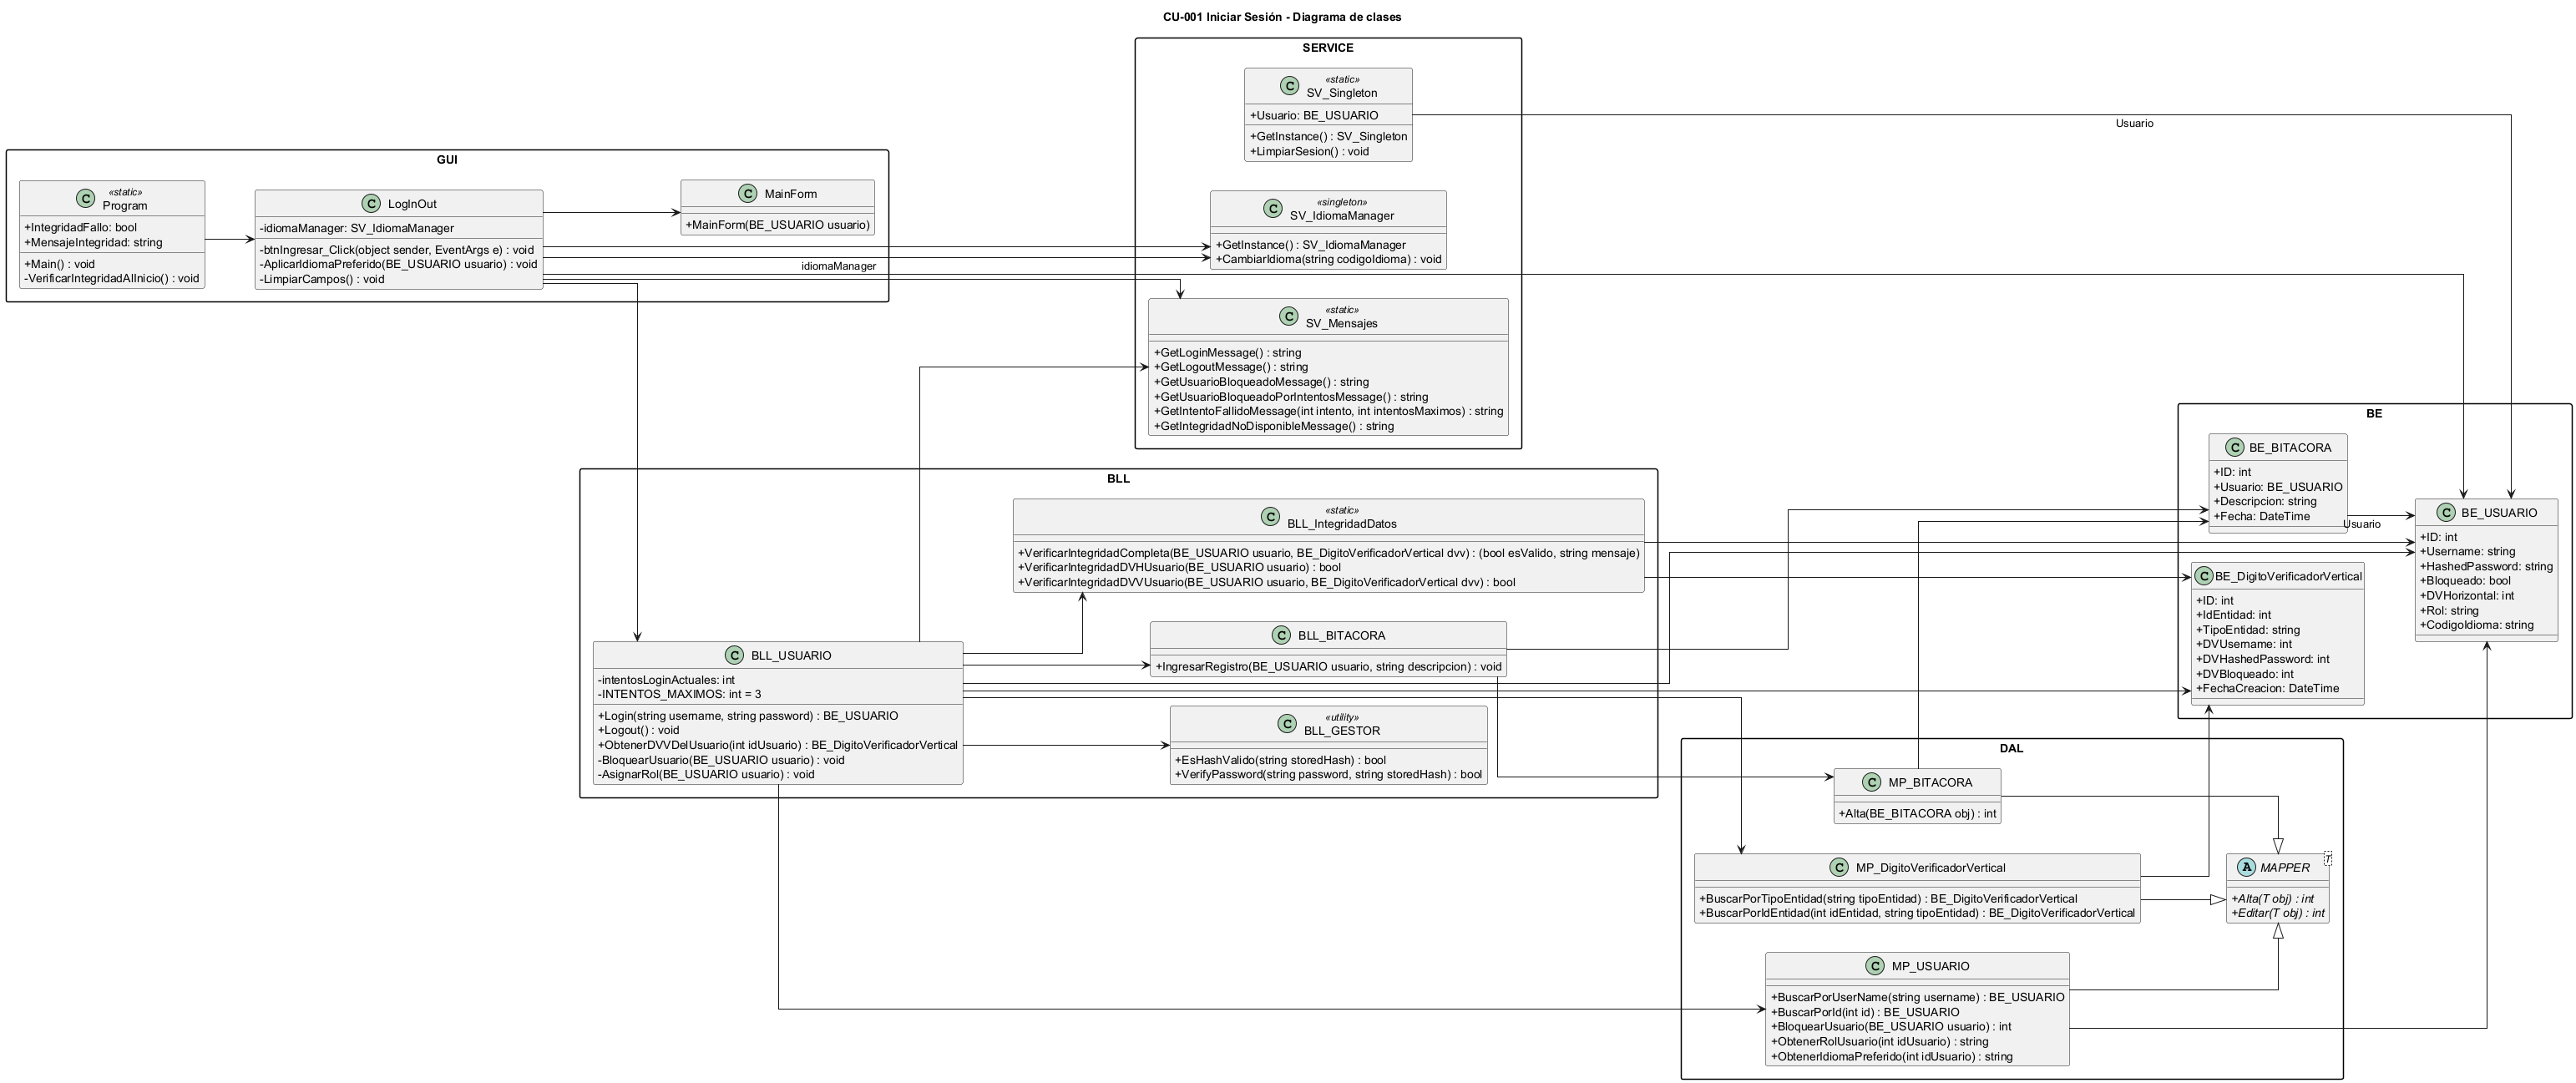 CU-001 Iniciar Sesión - Diagrama de clases
SERVICE
C «static»
SV_Singleton
+Usuario: BE_USUARIO
+GetInstance() : SV_Singleton
+LimpiarSesion() : void
Usuario
C «singleton»
SV_IdiomaManager
+GetInstance() : SV_IdiomaManager
+CambiarIdioma(string codigoIdioma) : void
C «static»
SV_Mensajes
+GetLoginMessage() : string
+GetLogoutMessage() : string
+GetUsuarioBloqueadoMessage() : string
+GetUsuarioBloqueadoPorIntentosMessage() : string
+GetIntentoFallidoMessage(int intento, int intentosMaximos) : string
+GetIntegridadNoDisponibleMessage() : string
GUI
C «static»
Program
+IntegridadFallo: bool
+MensajeIntegridad: string
+Main() : void
-VerificarIntegridadAlInicio() : void
C LogInOut
-idiomaManager: SV_IdiomaManager
-btnIngresar_Click(object sender, EventArgs e) : void
-AplicarIdiomaPreferido(BE_USUARIO usuario) : void
-LimpiarCampos() : void
C MainForm
+MainForm(BE_USUARIO usuario)
idiomaManager
BE
C BE_BITACORA
+ID: int
+Usuario: BE_USUARIO
+Descripcion: string
+Fecha: DateTime
Usuario
C BE_USUARIO
+ID: int
+Username: string
+HashedPassword: string
+Bloqueado: bool
+DVHorizontal: int
+Rol: string
+CodigoIdioma: string
C BE_DigitoVerificadorVertical
+ID: int
+IdEntidad: int
+TipoEntidad: string
+DVUsername: int
+DVHashedPassword: int
+DVBloqueado: int
+FechaCreacion: DateTime
BLL
C «static»
BLL_IntegridadDatos
+VerificarIntegridadCompleta(BE_USUARIO usuario, BE_DigitoVerificadorVertical dvv) : (bool esValido, string mensaje)
+VerificarIntegridadDVHUsuario(BE_USUARIO usuario) : bool
+VerificarIntegridadDVVUsuario(BE_USUARIO usuario, BE_DigitoVerificadorVertical dvv) : bool
C BLL_BITACORA
+IngresarRegistro(BE_USUARIO usuario, string descripcion) : void
C BLL_USUARIO
-intentosLoginActuales: int
-INTENTOS_MAXIMOS: int = 3
+Login(string username, string password) : BE_USUARIO
+Logout() : void
+ObtenerDVVDelUsuario(int idUsuario) : BE_DigitoVerificadorVertical
-BloquearUsuario(BE_USUARIO usuario) : void
-AsignarRol(BE_USUARIO usuario) : void
C «utility»
BLL_GESTOR
+EsHashValido(string storedHash) : bool
+VerifyPassword(string password, string storedHash) : bool
DAL
C MP_BITACORA
+Alta(BE_BITACORA obj) : int
C MP_DigitoVerificadorVertical
+BuscarPorTipoEntidad(string tipoEntidad) : BE_DigitoVerificadorVertical
+BuscarPorIdEntidad(int idEntidad, string tipoEntidad) : BE_DigitoVerificadorVertical
A MAPPER T
+Alta(T obj) : int
+Editar(T obj) : int
C MP_USUARIO
+BuscarPorUserName(string username) : BE_USUARIO
+BuscarPorId(int id) : BE_USUARIO
+BloquearUsuario(BE_USUARIO usuario) : int
+ObtenerRolUsuario(int idUsuario) : string
+ObtenerIdiomaPreferido(int idUsuario) : string